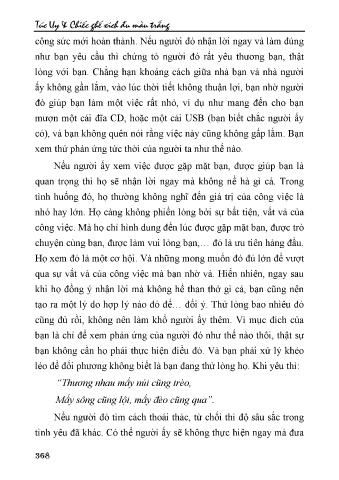 Túc Uy & Chiếc ghế xích đu màu trắng
công sức mới hoàn thành. Nếu người đó nhận lời ngay và làm đúng
như bạn yêu cầu thì chứng tỏ người đó rất yêu thương bạn, thật
lòng với bạn. Chẳng hạn khoảng cách giữa nhà bạn và nhà người
ấy không gần lắm, vào lúc thời tiết không thuận lợi, bạn nhờ người
đó giúp bạn làm một việc rất nhỏ, ví dụ như mang đến cho bạn
mượn một cái đĩa CD, hoặc một cái USB (bạn biết chắc người ấy
có), và bạn không quên nói rằng việc này cũng không gấp lắm. Bạn
xem thử phản ứng tức thời của người ta như thế nào.
Nếu người ấy xem việc được gặp mặt bạn, được giúp bạn là
quan trọng thì họ sẽ nhận lời ngay mà không nề hà gì cả. Trong
tình huống đó, họ thường không nghĩ đến giá trị của công việc là
nhỏ hay lớn. Họ càng không phiền lòng bởi sự bất tiện, vất vả của
công việc. Mà họ chỉ hình dung đến lúc được gặp mặt bạn, được trò
chuyện cùng bạn, được làm vui lòng bạn,… đó là ưu tiên hàng đầu.
Họ xem đó là một cơ hội. Và những mong muốn đó đủ lớn để vượt
qua sự vất vả của công việc mà bạn nhờ vả. Hiển nhiên, ngay sau
khi họ đồng ý nhận lời mà không hề than thở gì cả, bạn cũng nên
tạo ra một lý do hợp lý nào đó để… đổi ý. Thử lòng bao nhiêu đó
cũng đủ rồi, không nên làm khổ người ấy thêm. Vì mục đích của
bạn là chỉ để xem phản ứng của người đó như thế nào thôi, thật sự
bạn không cần họ phải thực hiện điều đó. Và bạn phải xử lý khéo
léo để đối phương không biết là bạn đang thử lòng họ. Khi yêu thì:
“Thương nhau mấy núi cũng trèo,
Mấy sông cũng lội, mấy đèo cũng qua”.
Nếu người đó tìm cách thoái thác, từ chối thì độ sâu sắc trong
tình yêu đã khác. Có thể người ấy sẽ không thực hiện ngay mà đưa
368